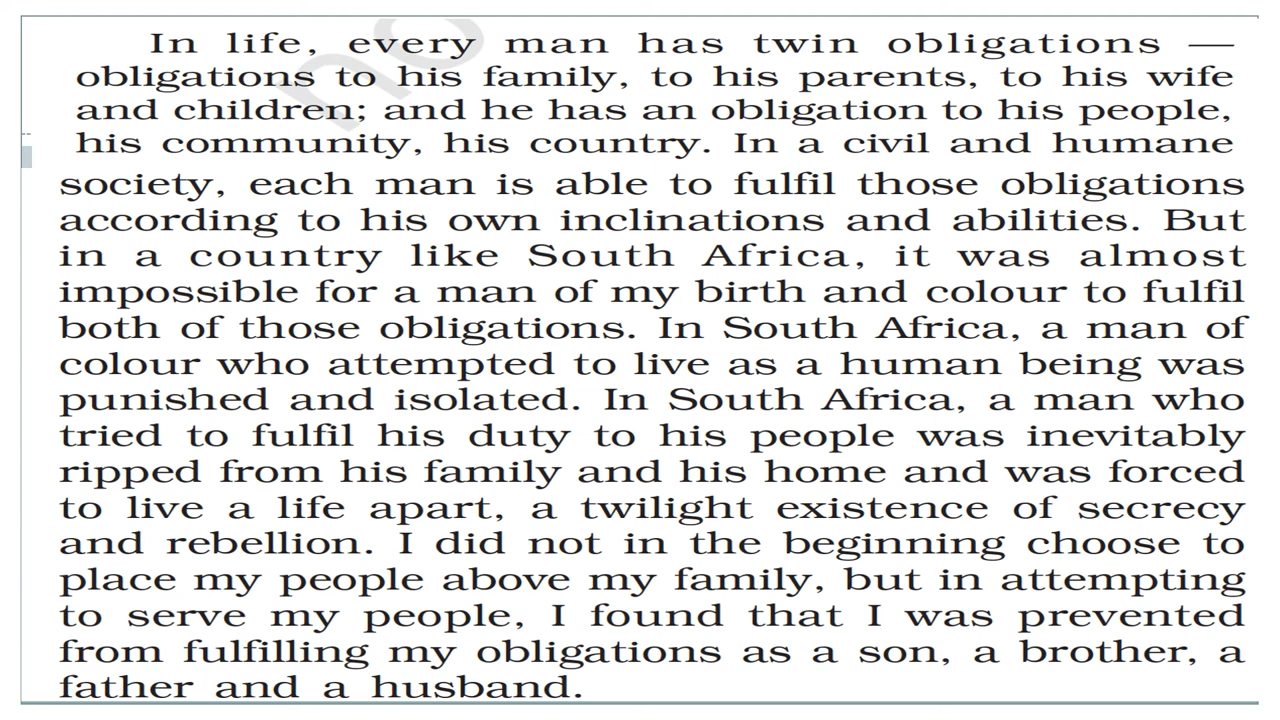 In life, every man has twin obligations —
obligations to his family, to his parents, to his wife
and children; and he has an obligation to his people,
his community, his country. In a civil and humane
society, each man is able to fulfil those obligations
according to his own inclinations and abilities. But
in a country like South Africa, it was almost
impossible for a man of my birth and colour to fulfil
both of those obligations. In South Africa, a man of
colour who attempted to live as a human being was
punished and isolated. In South Africa, a man who
tried to fulfil his duty to his people was inevitably
ripped from his family and his home and was forced
to live a life apart, a twilight existence of secrecy
and rebellion. I did not in the beginning choose to
place my people above my family, but in attempting
to serve my people, I found that I was prevented
from fulfilling my obligations as a son, a brother, a
father and a husband.